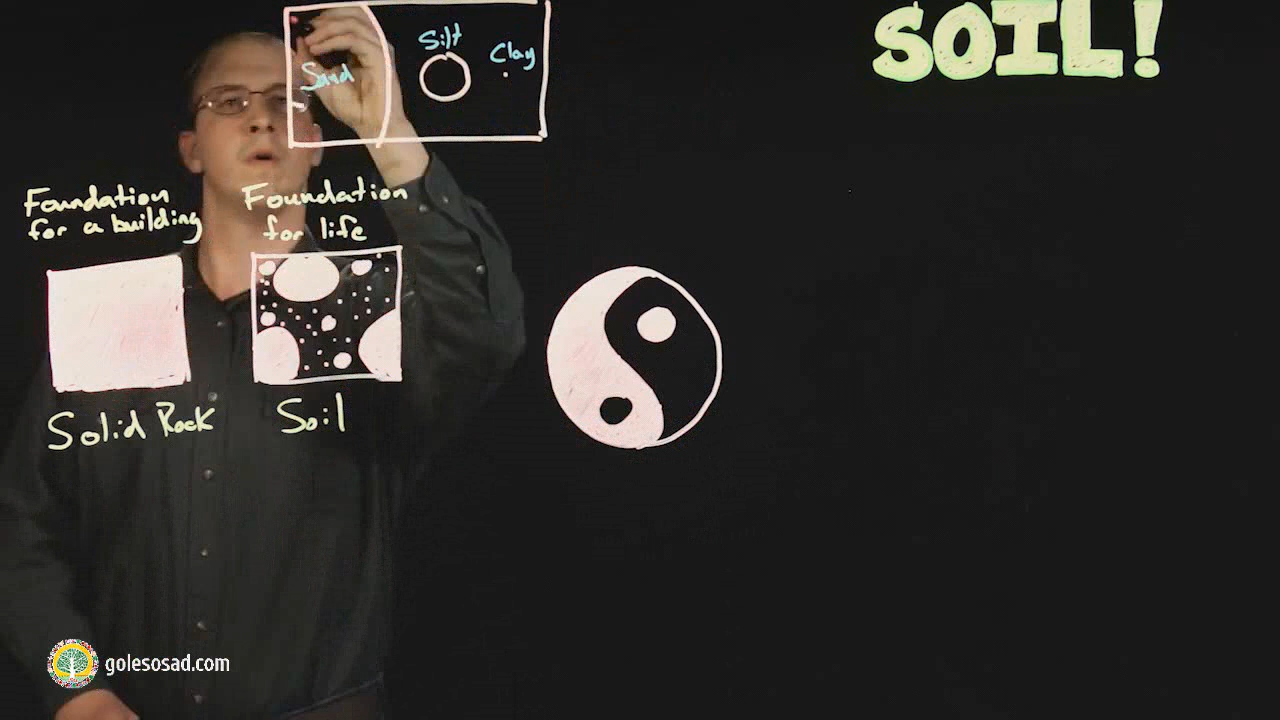 SOIL!
Silt
Clay
Sand
Foundation
for a building
Foundation
for life
Solid Rock
Soil
golesosad.com